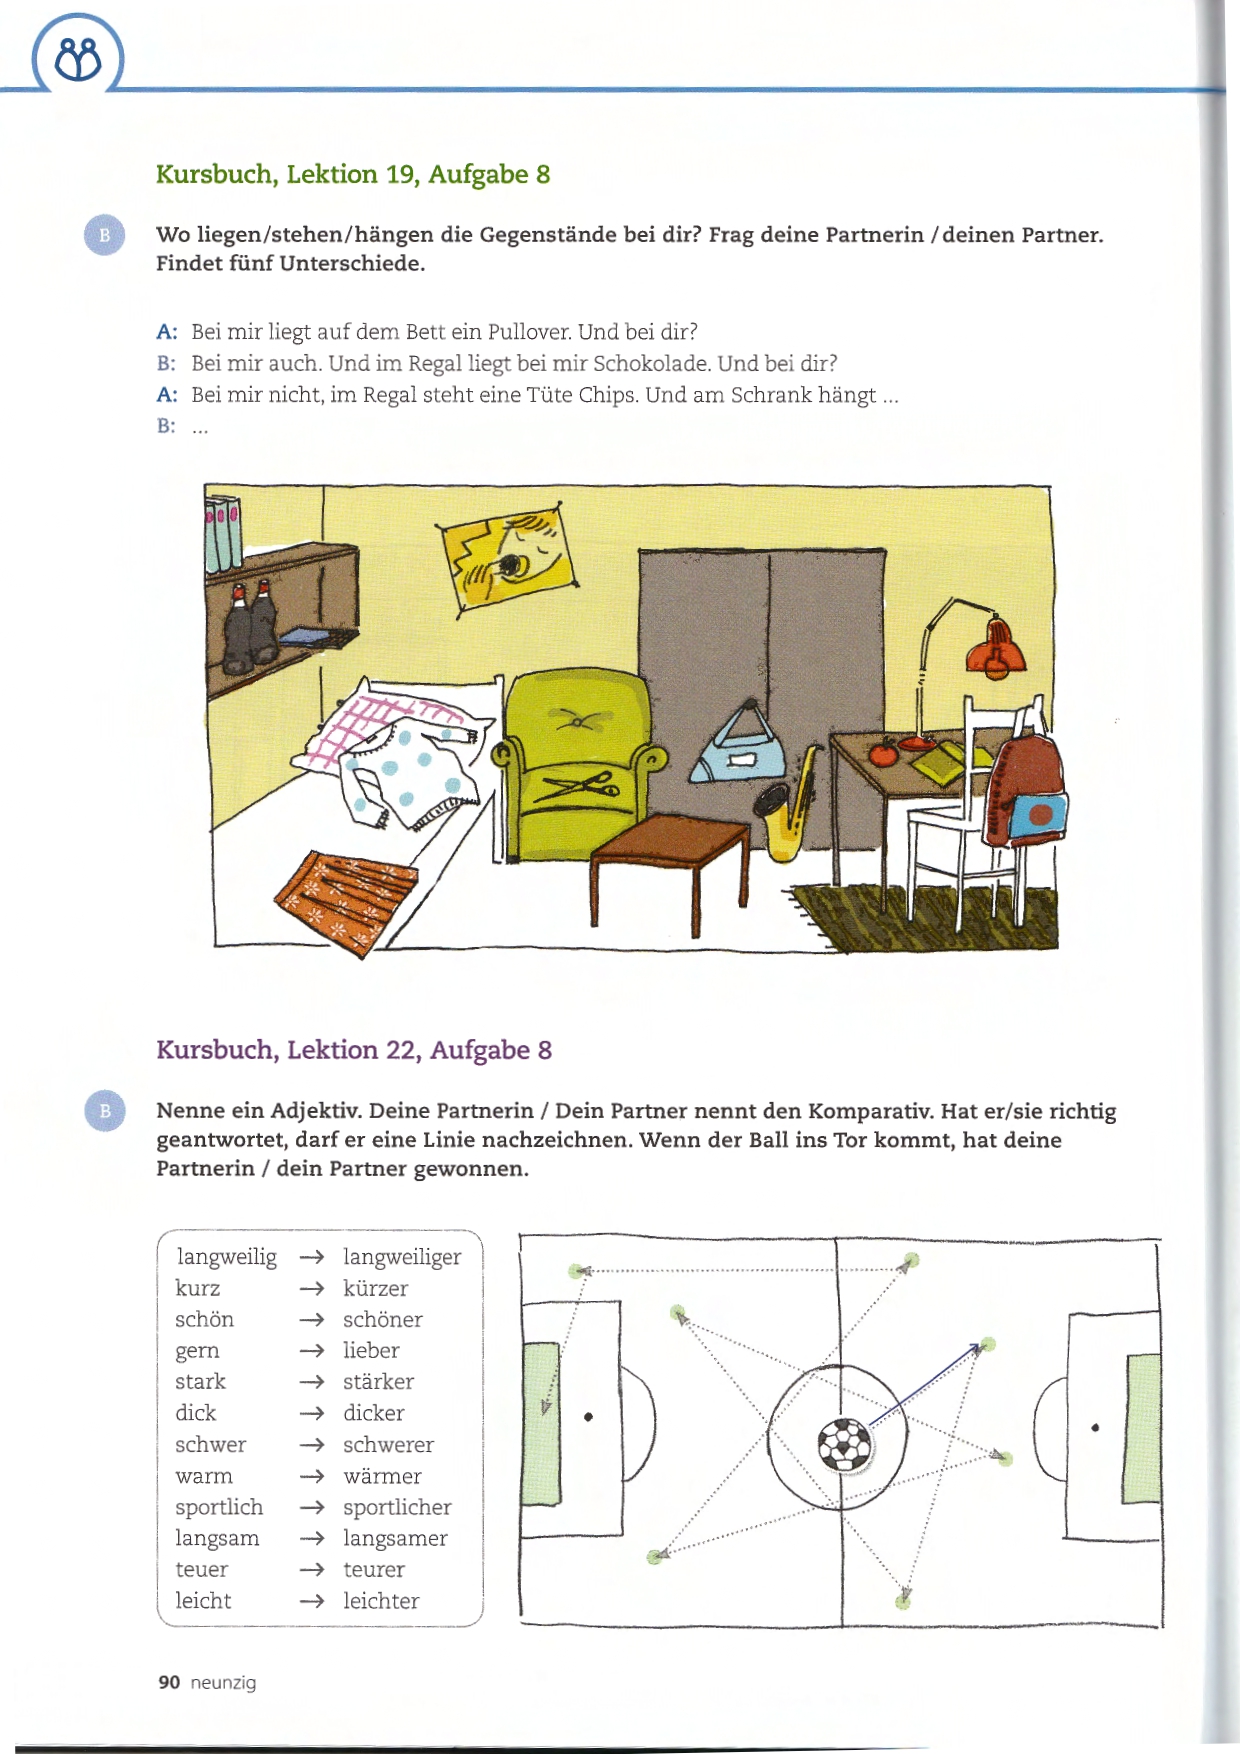 Kursbuch, Lektion 19, Aufgabe 8
B
Wo liegen/stehen/hängen die Gegenstände bei dir? Frag deine Partnerin / deinen Partner.
Findet fünf Unterschiede.
A: Bei mir liegt auf dem Bett ein Pullover. Und bei dir?
B: Bei mir auch. Und im Regal liegt bei mir Schokolade. Und bei dir?
A: Bei mir nicht, im Regal steht eine Tüte Chips. Und am Schrank hängt ...
B: ...
Kursbuch, Lektion 22, Aufgabe 8
B
Nenne ein Adjektiv. Deine Partnerin / Dein Partner nennt den Komparativ. Hat er/sie richtig
geantwortet, darf er eine Linie nachzeichnen. Wenn der Ball ins Tor kommt, hat deine
Partnerin / dein Partner gewonnen.
langweilig → langweiliger
kurz → kürzer
schön → schöner
gern → lieber
stark → stärker
dick → dicker
schwer → schwerer
warm → wärmer
sportlich → sportlicher
langsam → langsamer
teuer → teurer
leicht → leichter
90 neunzig